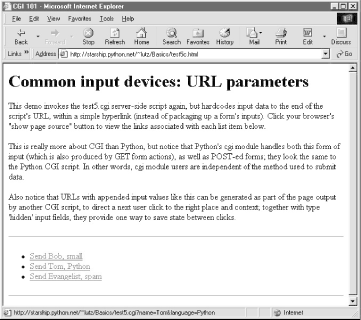 CGI 101 - Microsoft Internet Explorer
File Edit View Favorites Tools Help
Back Stop Refresh Home Search Favorites History Mail Print Edit Discuss
Links » Address http://starship.python.net/~lutz/Basics/test5c.html Go
Common input devices: URL parameters
This demo invokes the test5.cgi server-side script again, but hardcodes input data to the end of the
script's URL, within a simple hyperlink (instead of packaging up a form's inputs). Click your browser's
"show page source" button to view the links associated with each list item below.
This is really more about CGI than Python, but notice that Python's cgi module handles both this form of
input (which is also produced by GET form actions), as well as POST-ed forms; they look the same to
the Python CGI script. In other words, cgi module users are independent of the method used to submit
data.
Also notice that URLs with appended input values like this can be generated as part of the page output
by another CGI script, to direct a next user click to the right place and context; together with type
'hidden' input fields, they provide one way to save state between clicks.
Send Bob, small
Send Tom, Python
Send Evangelist, spam
http://starship.python.net/~lutz/Basics/test5.cgi?name=Tom&language=Python Internet